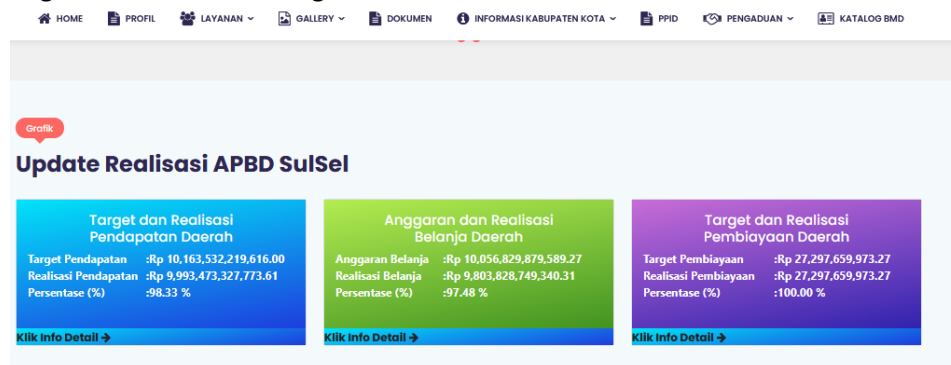 HOME PROFIL LAYANAN GALLERY DOKUMEN INFORMASI KABUPATEN KOTA PPID PENGADUAN KATALOG BMD
Grafik
Update Realisasi APBD SulSel
Target dan Realisasi
Pendapatan Daerah
Target Pendapatan :Rp 10,163,532,219,616.00
Realisasi Pendapatan :Rp 9,993,473,327,773.61
Persentase (%) :98.33 %
Klik Info Detail →
Anggaran dan Realisasi
Belanja Daerah
Anggaran Belanja :Rp 10,056,829,879,589.27
Realisasi Belanja :Rp 9,803,828,749,340.31
Persentase (%) :97.48 %
Klik Info Detail →
Target dan Realisasi
Pembiayaan Daerah
Target Pembiayaan :Rp 27,297,659,973.27
Realisasi Pembiayaan :Rp 27,297,659,973.27
Persentase (%) :100.00 %
Klik Info Detail →